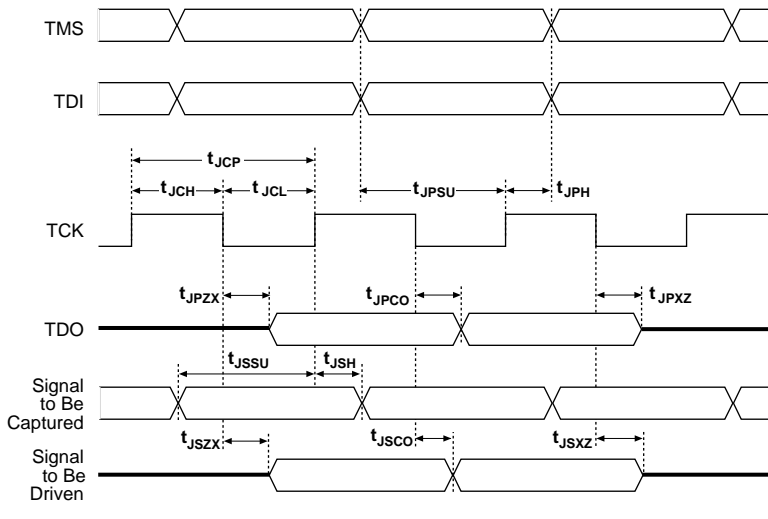 TMS
TDI
tJCP
tJCH
tJCL
tJPSU
tJPH
TCK
tJPZX
tJPCO
tJPXZ
TDO
tJSSU
tJSH
Signal
to Be
Captured
tJSZX
tJSCO
tJSXZ
Signal
to Be
Driven